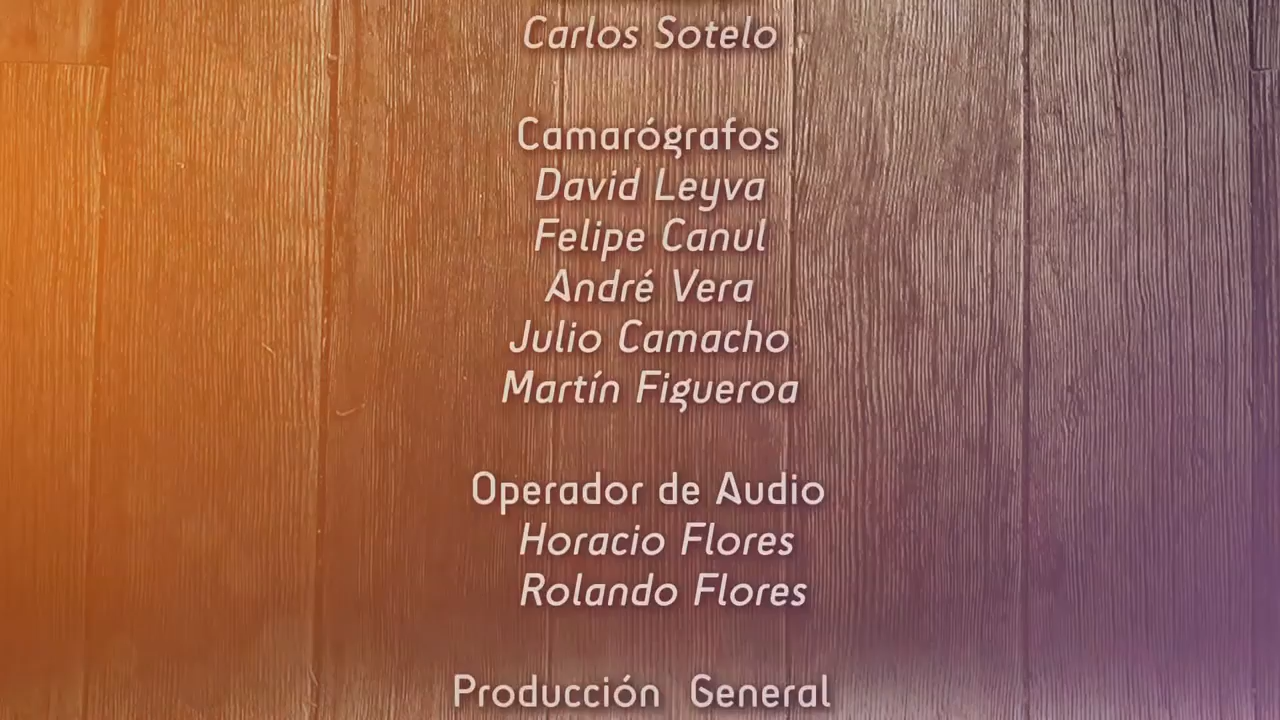 Carlos Sotelo
Camarógrafos
David Leyva
Felipe Canul
André Vera
Julio Camacho
Martín Figueroa
Operador de Audio
Horacio Flores
Rolando Flores
Producción General